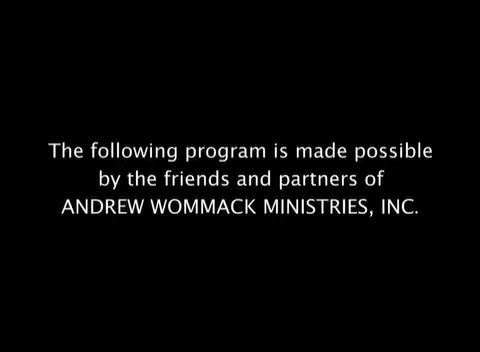 The following program is made possible
by the friends and partners of
ANDREW WOMMACK MINISTRIES, INC.